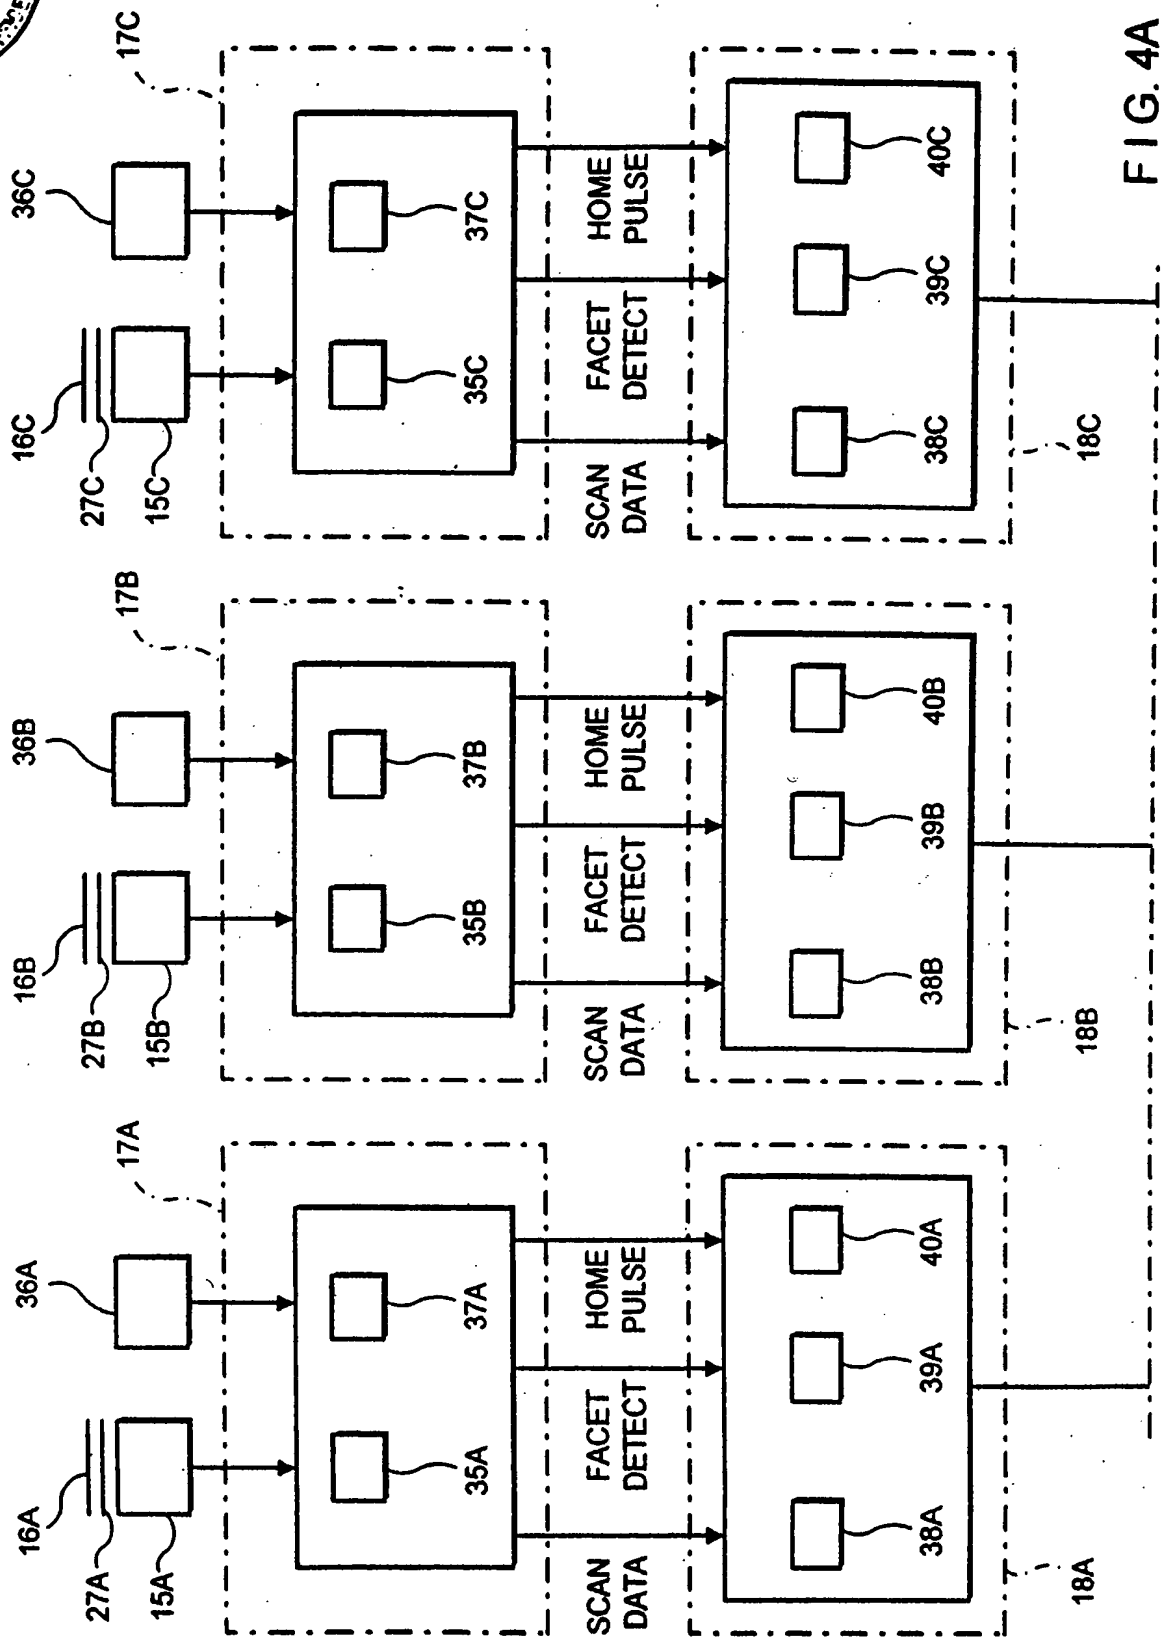 16A
36A
27A
15A
17A
35A
37A
SCAN
DATA
FACET
DETECT
HOME
PULSE
38A
39A
40A
18A
16B
36B
27B
15B
17B
35B
37B
SCAN
DATA
FACET
DETECT
HOME
PULSE
38B
39B
40B
18B
16C
36C
27C
15C
17C
35C
37C
SCAN
DATA
FACET
DETECT
HOME
PULSE
38C
39C
40C
18C
FIG. 4A